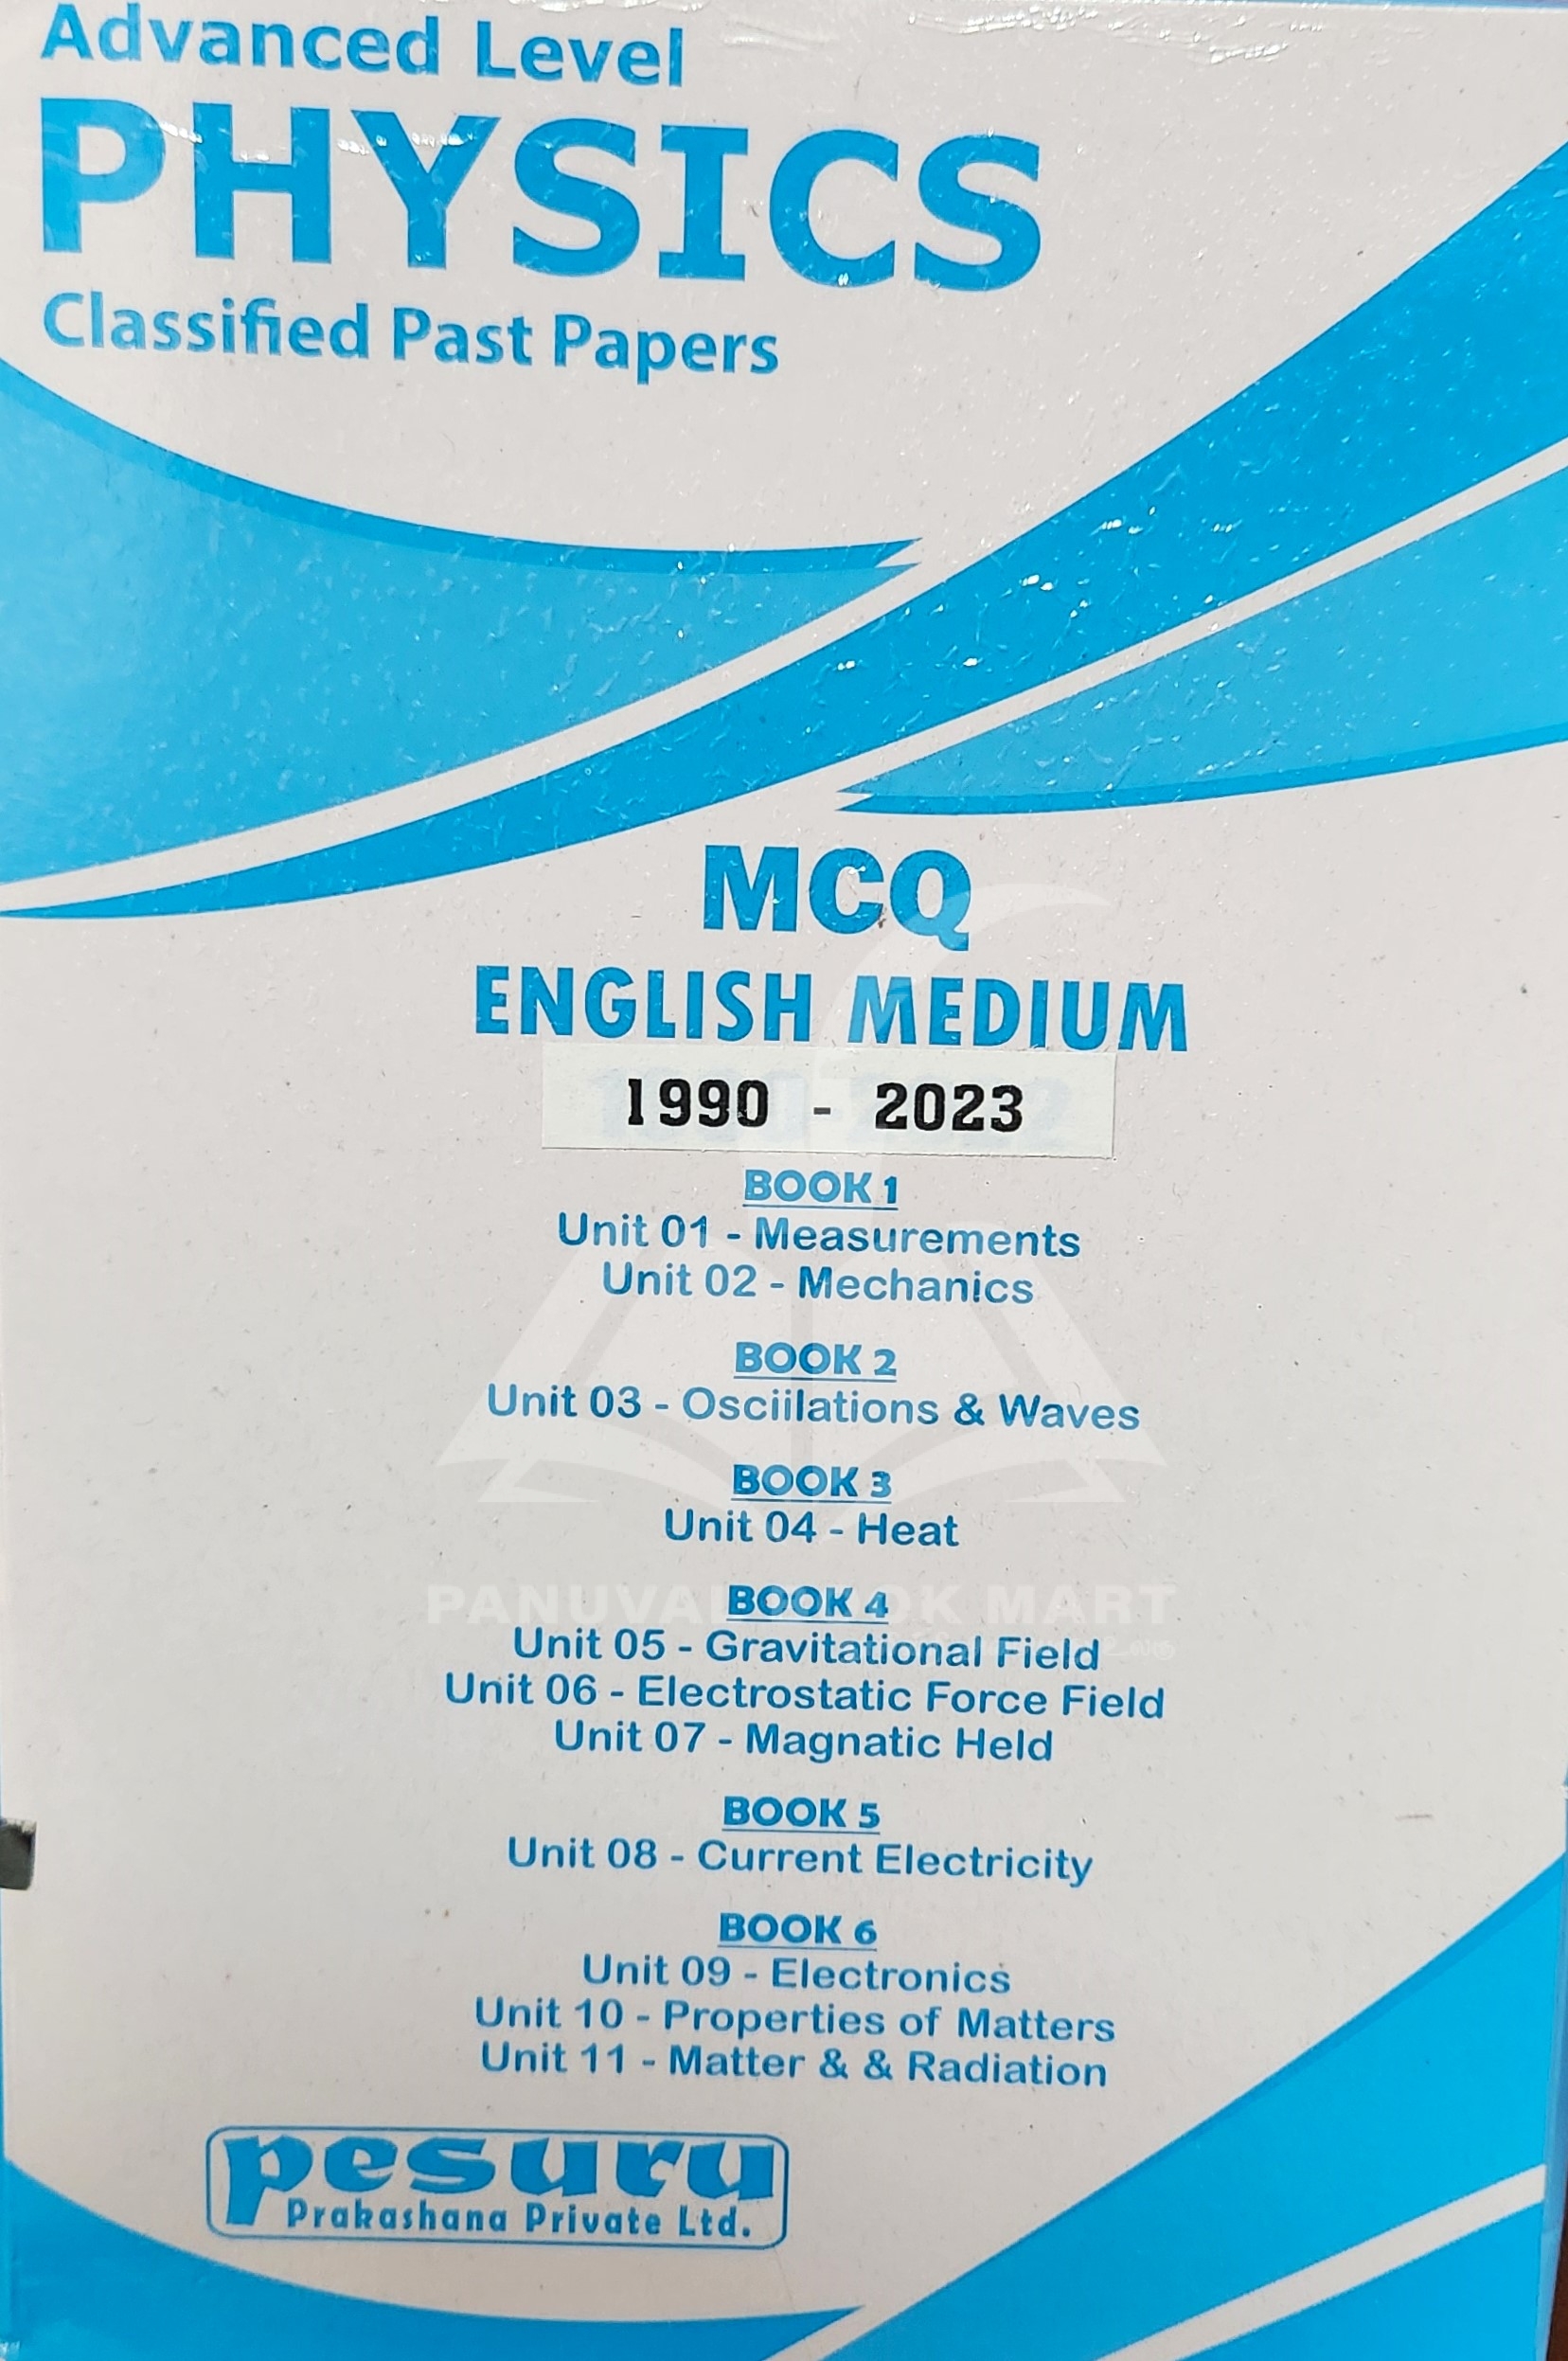 Advanced Level
PHYSICS
Classified Past Papers
MCQ
ENGLISH MEDIUM
1990 - 2023
BOOK 1
Unit 01 - Measurements
Unit 02 - Mechanics
BOOK 2
Unit 03 - Osciilations & Waves
BOOK 3
Unit 04 - Heat
PANUVAL BOOK MART
BOOK 4
Unit 05 - Gravitational Field
Unit 06 - Electrostatic Force Field
Unit 07 - Magnatic Held
BOOK 5
Unit 08 - Current Electricity
BOOK 6
Unit 09 - Electronics
Unit 10 - Properties of Matters
Unit 11 - Matter & & Radiation
pesuru
Prakashana Private Ltd.